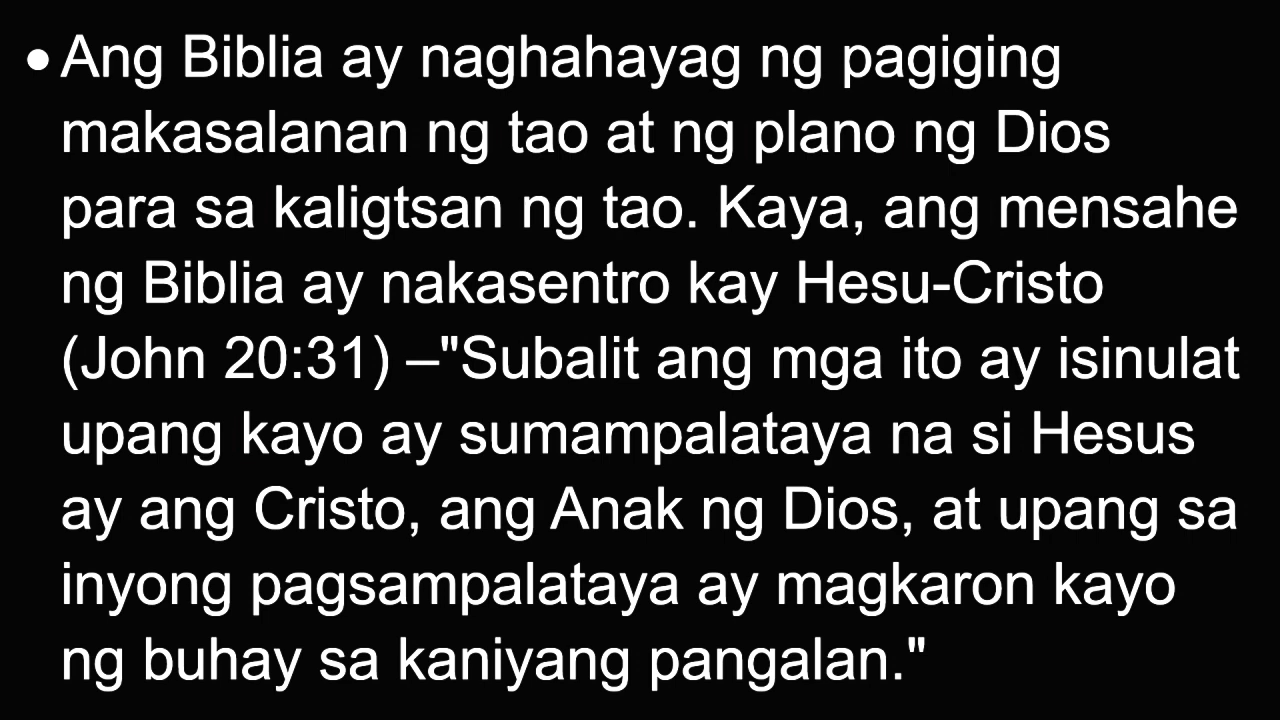 • Ang Biblia ay naghahayag ng pagiging
makasalanan ng tao at ng plano ng Dios
para sa kaligtsan ng tao. Kaya, ang mensahe
ng Biblia ay nakasentro kay Hesu-Cristo
(John 20:31) –"Subalit ang mga ito ay isinulat
upang kayo ay sumampalataya na si Hesus
ay ang Cristo, ang Anak ng Dios, at upang sa
inyong pagsampalataya ay magkaron kayo
ng buhay sa kaniyang pangalan."